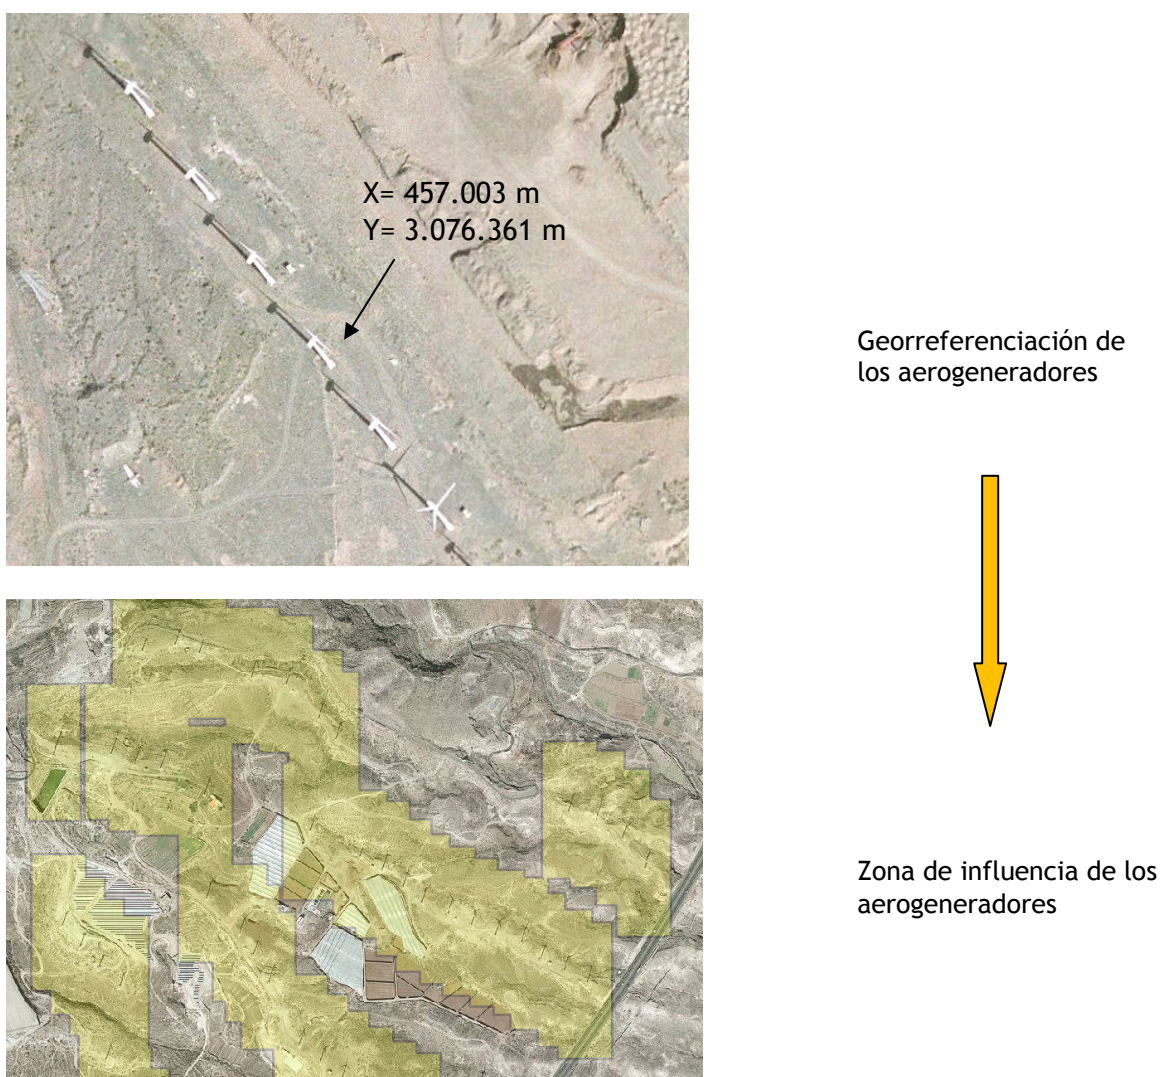 X= 457.003 m
Y= 3.076.361 m
Georreferenciación de
los aerogeneradores
Zona de influencia de los
aerogeneradores